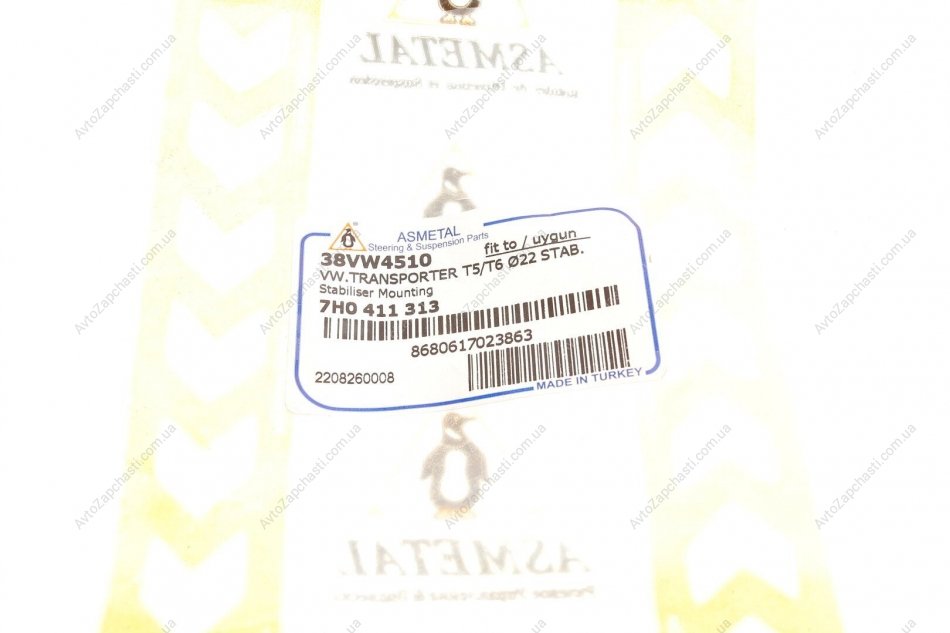 ASMETAL
ASMETAL
Steering & Suspension Parts
fit to / uygun
38VW4510
VW.TRANSPORTER T5/T6 Ø22 STAB.
Stabiliser Mounting
7H0 411 313
8680617023863
2208260008
MADE IN TURKEY
ASMETAL
AvtoZapchasti.com.ua